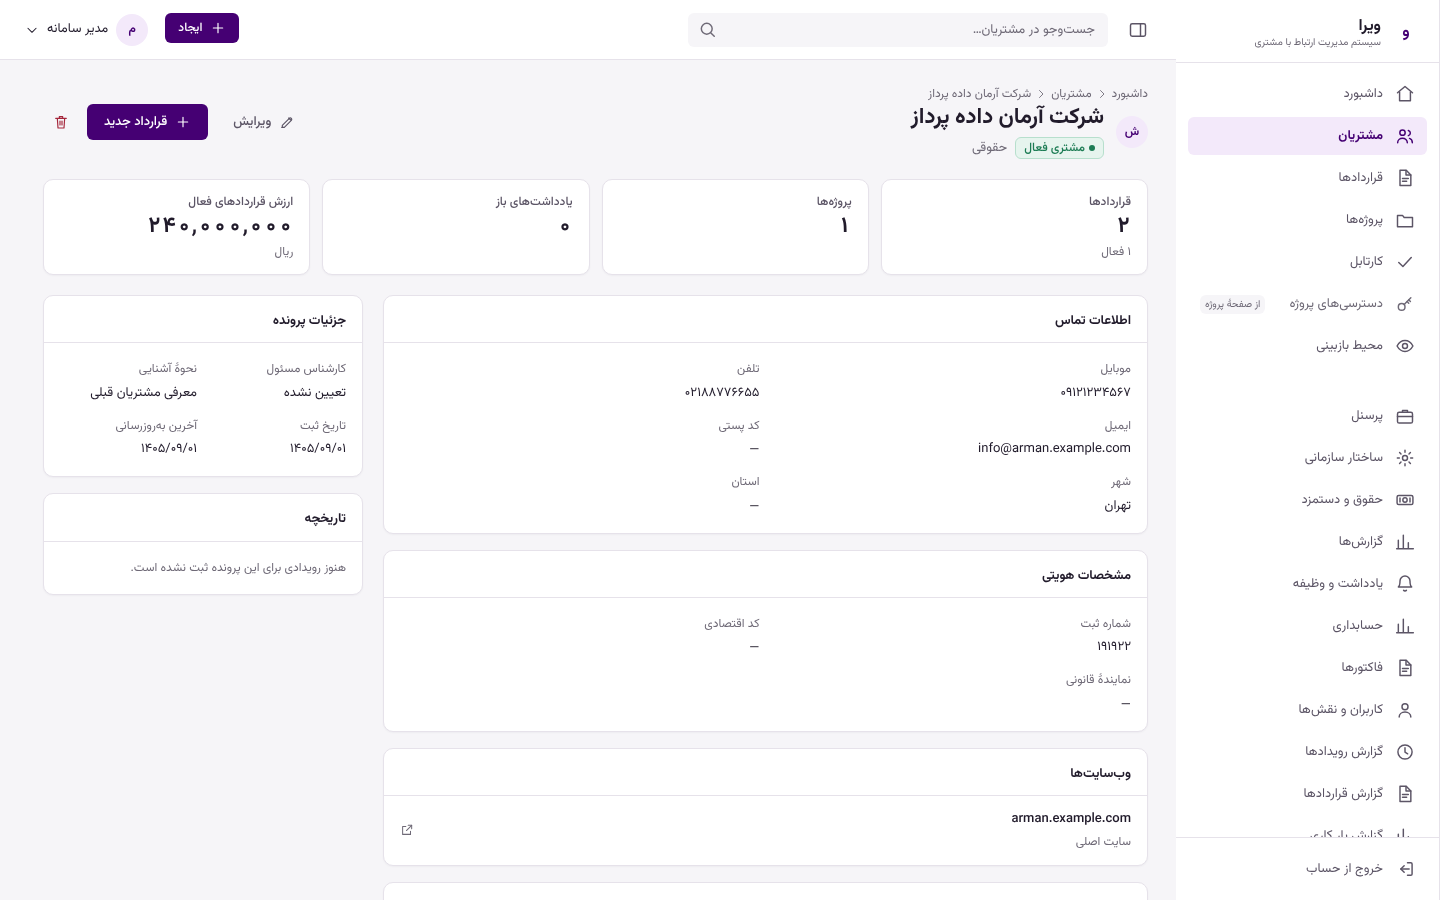 ویرا
سیستم مدیریت ارتباط با مشتری
و
داشبورد
مشتریان
قراردادها
پروژه‌ها
کارتابل
دسترسی‌های پروژه
از صفحهٔ پروژه
محیط بازبینی
پرسنل
ساختار سازمانی
حقوق و دستمزد
گزارش‌ها
یادداشت و وظیفه
حسابداری
فاکتورها
کاربران و نقش‌ها
گزارش رویدادها
گزارش قراردادها
گزارش بار کاری
خروج از حساب
جست‌وجو در مشتریان...
ایجاد
م
مدیر سامانه
داشبورد
مشتریان
شرکت آرمان داده پرداز
ش
شرکت آرمان داده پرداز
مشتری فعال
حقوقی
ویرایش
قرارداد جدید
قراردادها
۲
۱ فعال
پروژه‌ها
۱
یادداشت‌های باز
۰
ارزش قراردادهای فعال
۲۴۰,۰۰۰,۰۰۰
ریال
اطلاعات تماس
موبایل
۰۹۱۲۱۲۳۴۵۶۷
تلفن
۰۲۱۸۸۷۷۶۶۵۵
ایمیل
info@arman.example.com
کد پستی
—
شهر
تهران
استان
—
مشخصات هویتی
شماره ثبت
۱۹۱۹۲۲
کد اقتصادی
—
نمایندهٔ قانونی
—
وب‌سایت‌ها
arman.example.com
سایت اصلی
جزئیات پرونده
کارشناس مسئول
تعیین نشده
نحوهٔ آشنایی
معرفی مشتریان قبلی
تاریخ ثبت
۱۴۰۵/۰۹/۰۱
آخرین به‌روزرسانی
۱۴۰۵/۰۹/۰۱
تاریخچه
هنوز رویدادی برای این پرونده ثبت نشده است.